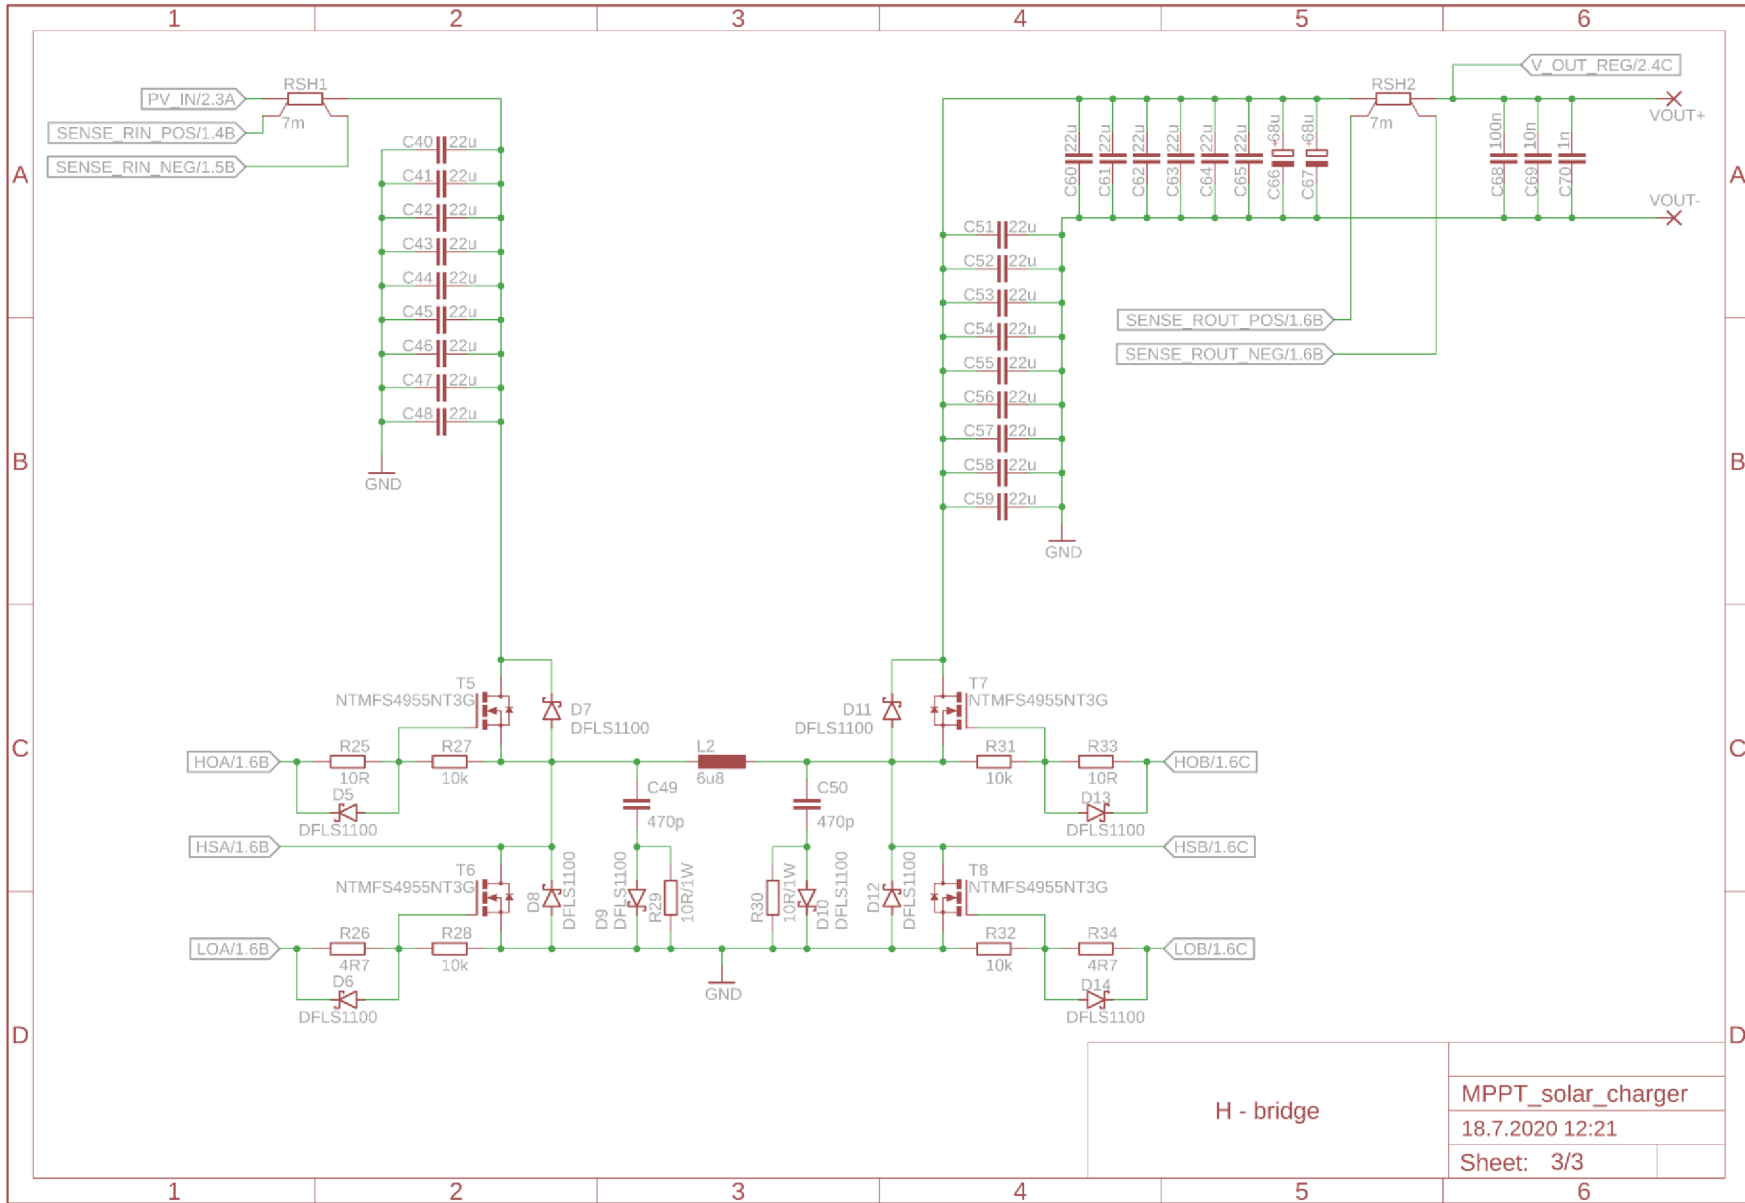 1 2 3 4 5 6
A
B
C
D
A
B
C
D
PV_IN/2.3A
SENSE_RIN_POS/1.4B
SENSE_RIN_NEG/1.5B
RSH1
7m
C40 22u
C41 22u
C42 22u
C43 22u
C44 22u
C45 22u
C46 22u
C47 22u
C48 22u
GND
V_OUT_REG/2.4C
RSH2
7m
VOUT+
VOUT-
C60 22u
C61 22u
C62 22u
C63 22u
C64 22u
C65 22u
C66 +68u
C67 +68u
C68 100n
C69 10n
C70 1n
C51 22u
C52 22u
C53 22u
C54 22u
C55 22u
C56 22u
C57 22u
C58 22u
C59 22u
GND
SENSE_ROUT_POS/1.6B
SENSE_ROUT_NEG/1.6B
T5
NTMFS4955NT3G
D7
DFLS1100
D11
DFLS1100
T7
NTMFS4955NT3G
HOA/1.6B
R25
10R
R27
10k
D5
DFLS1100
L2
6u8
C49
470p
C50
470p
R31
10k
R33
10R
D13
DFLS1100
HOB/1.6C
HSA/1.6B
T6
NTMFS4955NT3G
D8
DFLS1100
D9
DFLS1100
R29
10R/1W
R30
10R/1W
D10
DFLS1100
D12
DFLS1100
T8
NTMFS4955NT3G
HSB/1.6C
LOA/1.6B
R26
4R7
R28
10k
D6
DFLS1100
GND
R32
10k
R34
4R7
D14
DFLS1100
LOB/1.6C
H - bridge
MPPT_solar_charger
18.7.2020 12:21
Sheet: 3/3
1 2 3 4 5 6